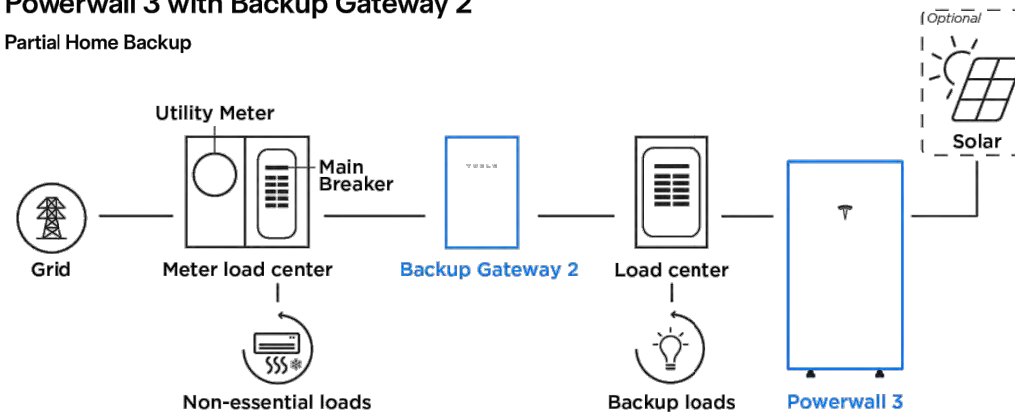 Powerwall 3 with Backup Gateway 2
Partial Home Backup
Optional
Utility Meter
Main
Breaker
Solar
TESLA
Grid
Meter load center
Backup Gateway 2
Load center
Non-essential loads
Backup loads
Powerwall 3